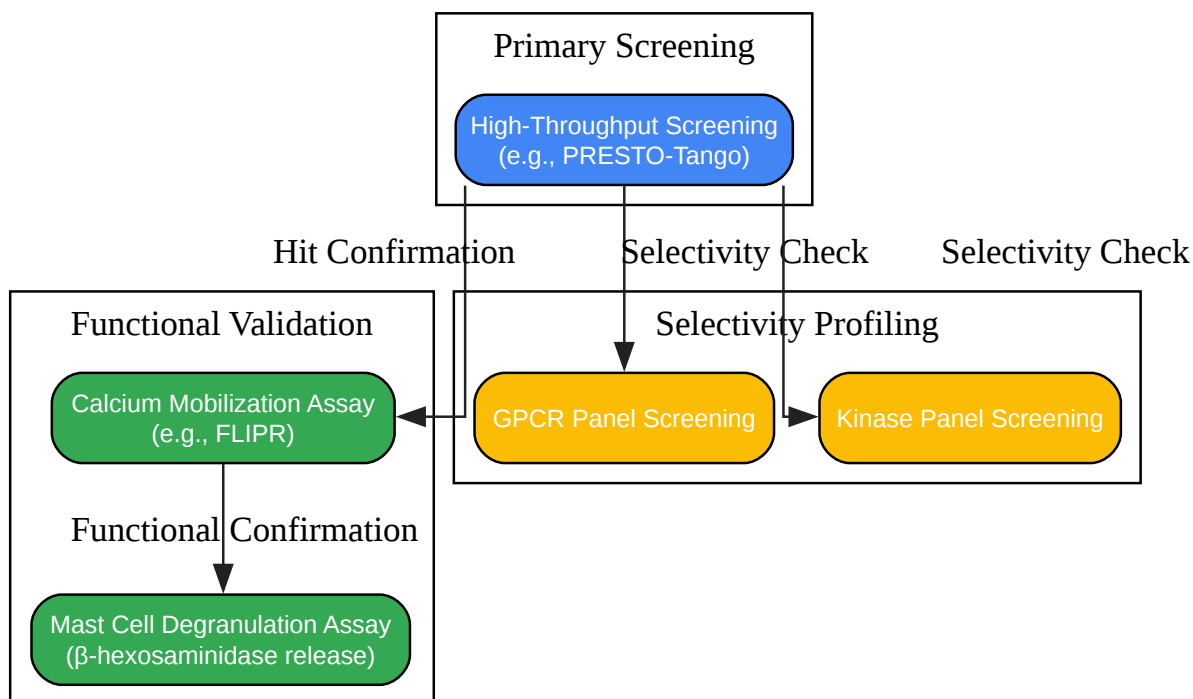 Primary Screening
High-Throughput Screening
(e.g., PRESTO-Tango)
Hit Confirmation
Selectivity Check
Selectivity Check
Functional Validation
Selectivity Profiling
Calcium Mobilization Assay
(e.g., FLIPR)
GPCR Panel Screening
Kinase Panel Screening
Functional Confirmation
Mast Cell Degranulation Assay
(β-hexosaminidase release)